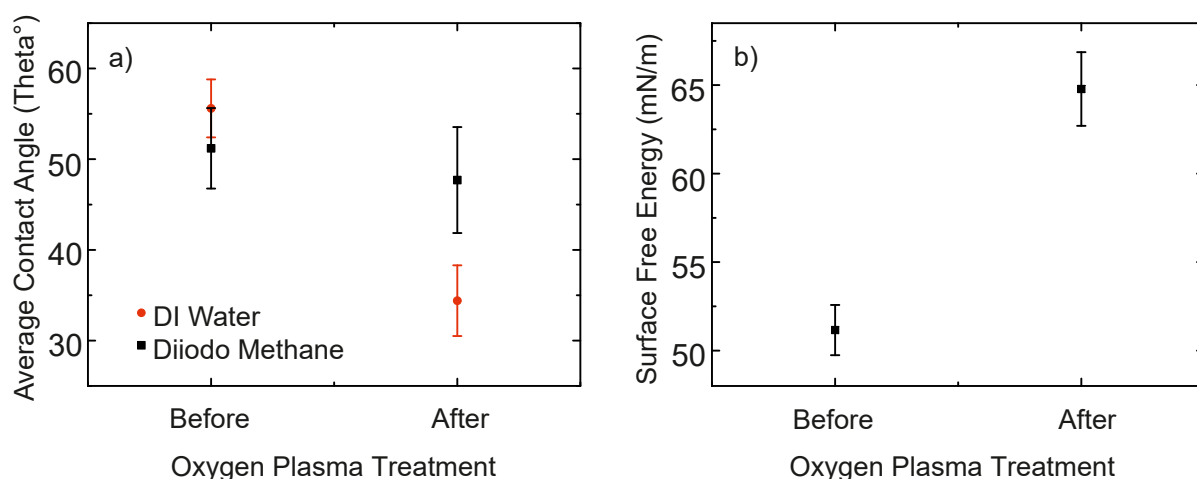 a)
Average Contact Angle (Theta°)
60
50
40
30
DI Water
Diiodo Methane
Before
After
Oxygen Plasma Treatment
b)
Surface Free Energy (mN/m)
65
60
55
50
Before
After
Oxygen Plasma Treatment